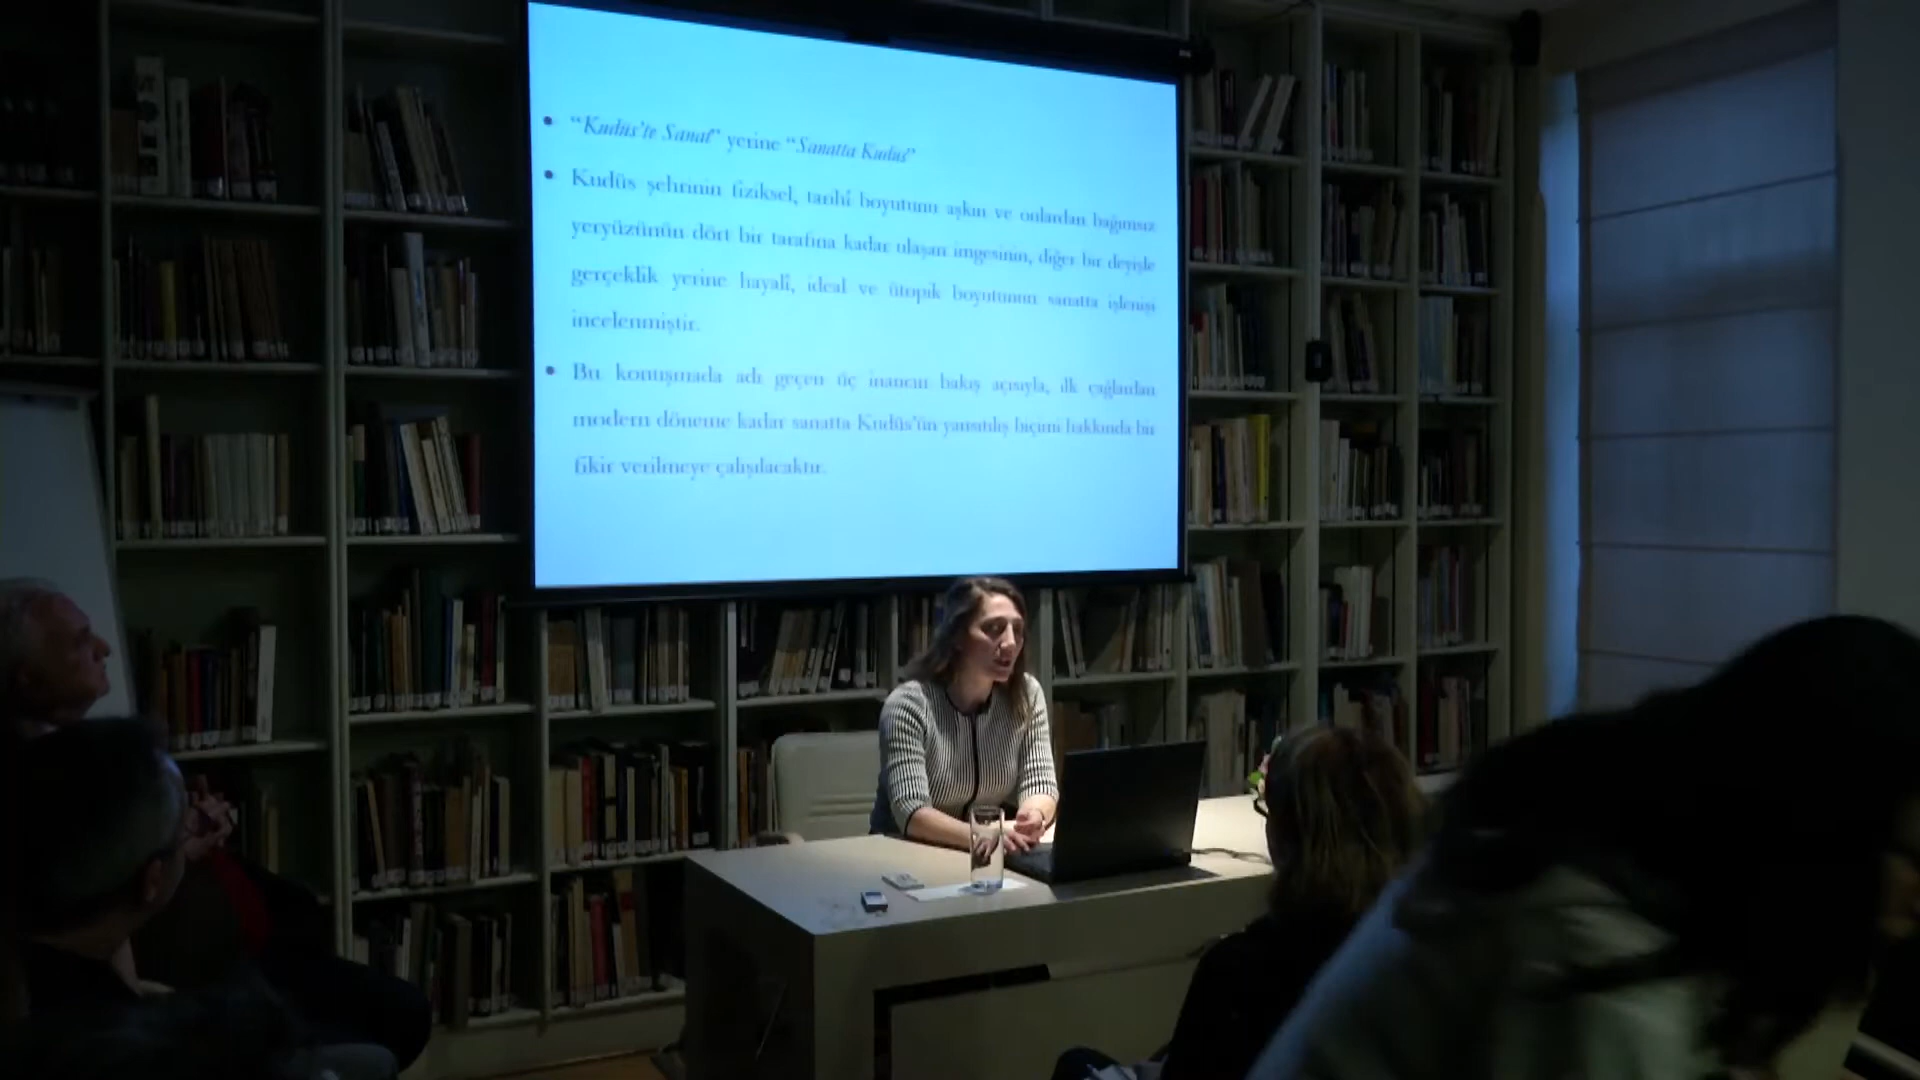 “Kudüs’te Sanat” yerine “Sanatta Kudüs”
Kudüs şehrinin fiziksel, tarihî boyutunu aşkın ve onlardan bağımsız
yeryüzünün dört bir tarafına kadar ulaşan imgesinin, diğer bir deyişle
gerçeklik yerine hayalî, ideal ve ütopik boyutunun sanatta işlenişi
incelenmiştir.
Bu konuşmada adı geçen üç inancın bakış açısıyla, ilk çağlardan
modern döneme kadar sanatta Kudüs’ün yansıtılış biçimi hakkında bir
fikir verilmeye çalışılacaktır.